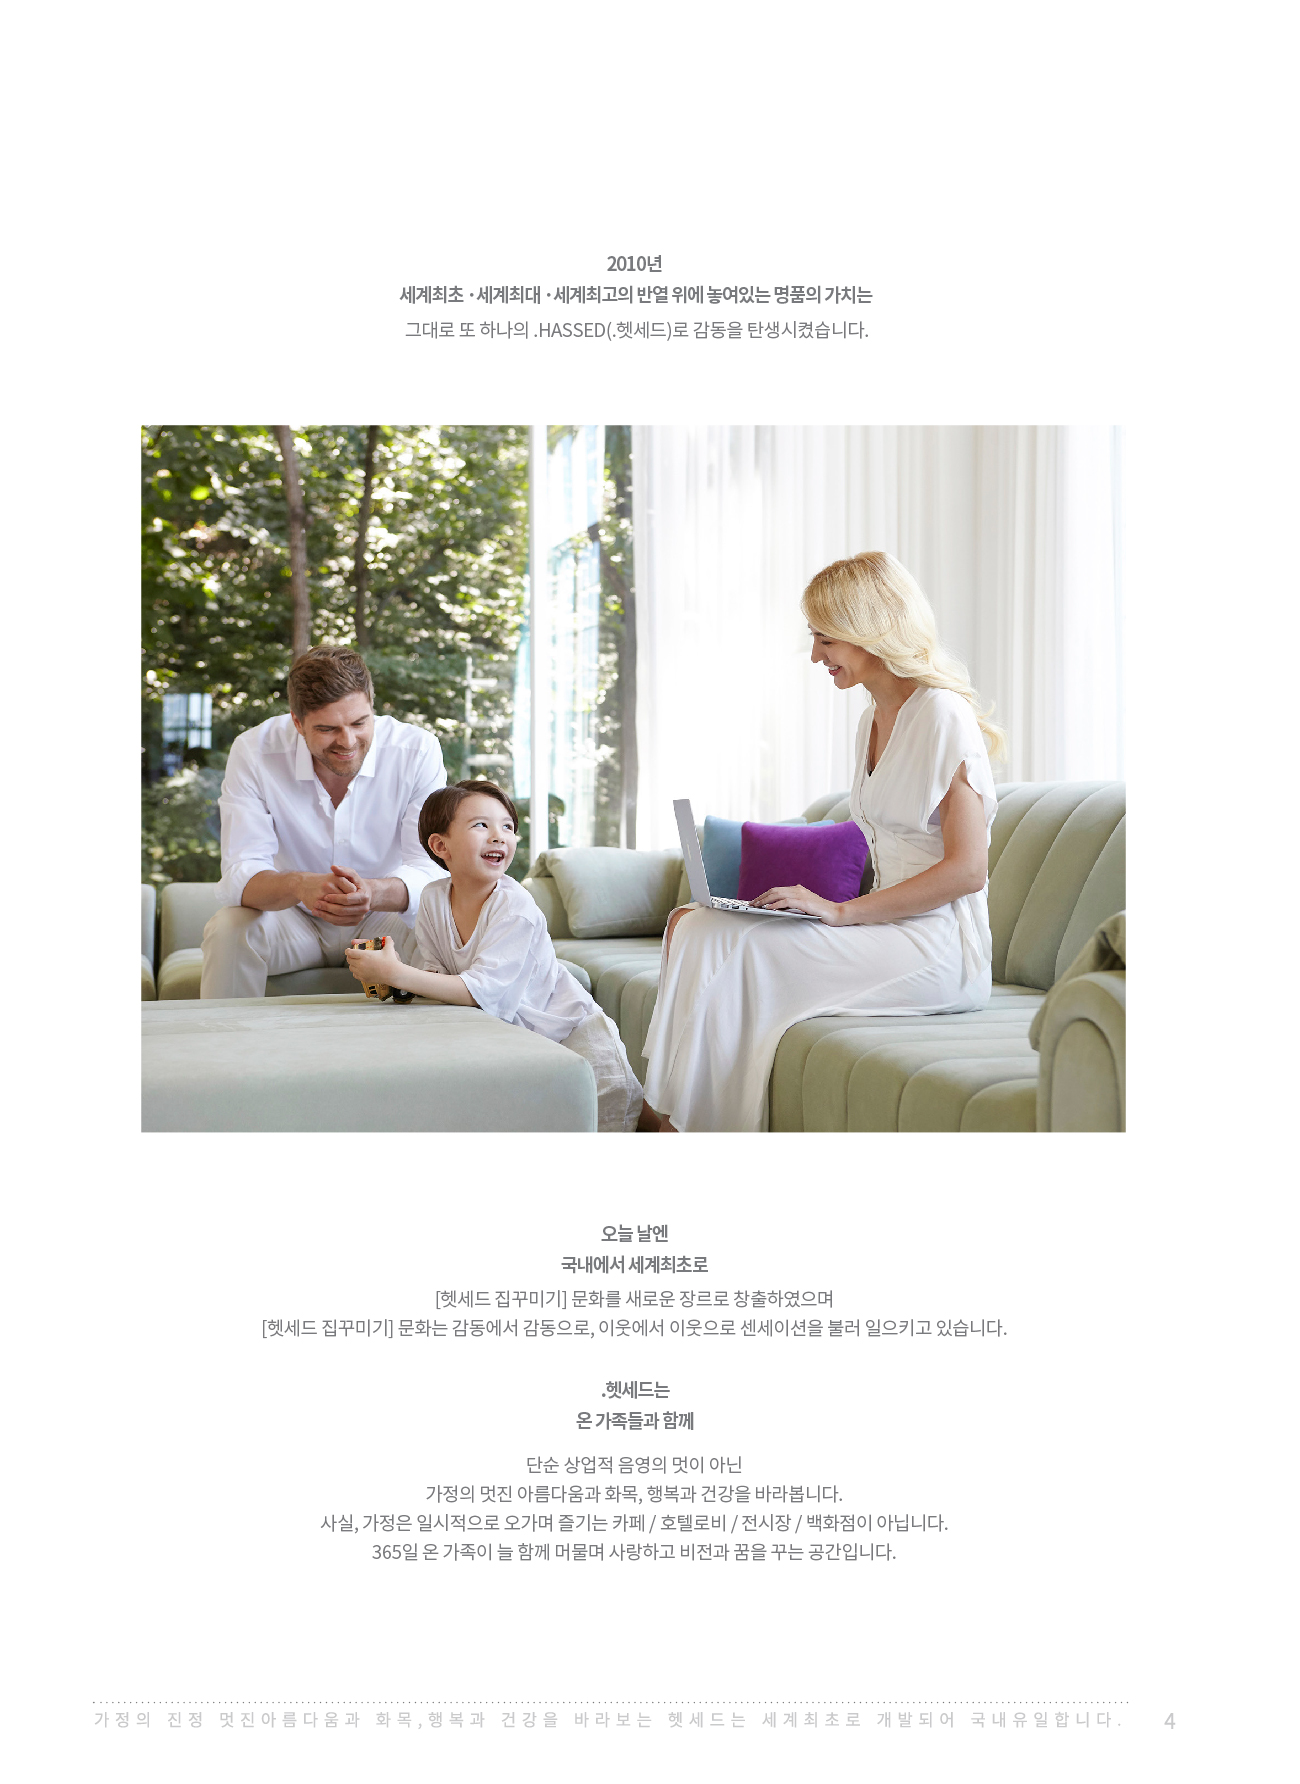 2010년
세계최초 ·세계최대 ·세계최고의 반열 위에 놓여있는 명품의 가치는
그대로 또 하나의 .HASSED(.헷세드)로 감동을 탄생시켰습니다.
오늘 날엔
국내에서 세계최초로
[헷세드 집꾸미기] 문화를 새로운 장르로 창출하였으며
[헷세드 집꾸미기] 문화는 감동에서 감동으로, 이웃에서 이웃으로 센세이션을 불러 일으키고 있습니다.
.헷세드는
온 가족들과 함께
단순 상업적 음영의 멋이 아닌
가정의 멋진 아름다움과 화목, 행복과 건강을 바라봅니다.
사실, 가정은 일시적으로 오가며 즐기는 카페 / 호텔로비 / 전시장 / 백화점이 아닙니다.
365일 온 가족이 늘 함께 머물며 사랑하고 비전과 꿈을 꾸는 공간입니다.
가정의 진정 멋진아름다움과 화목,행복과 건강을 바라보는 헷세드는 세계최초로 개발되어 국내유일합니다. 4